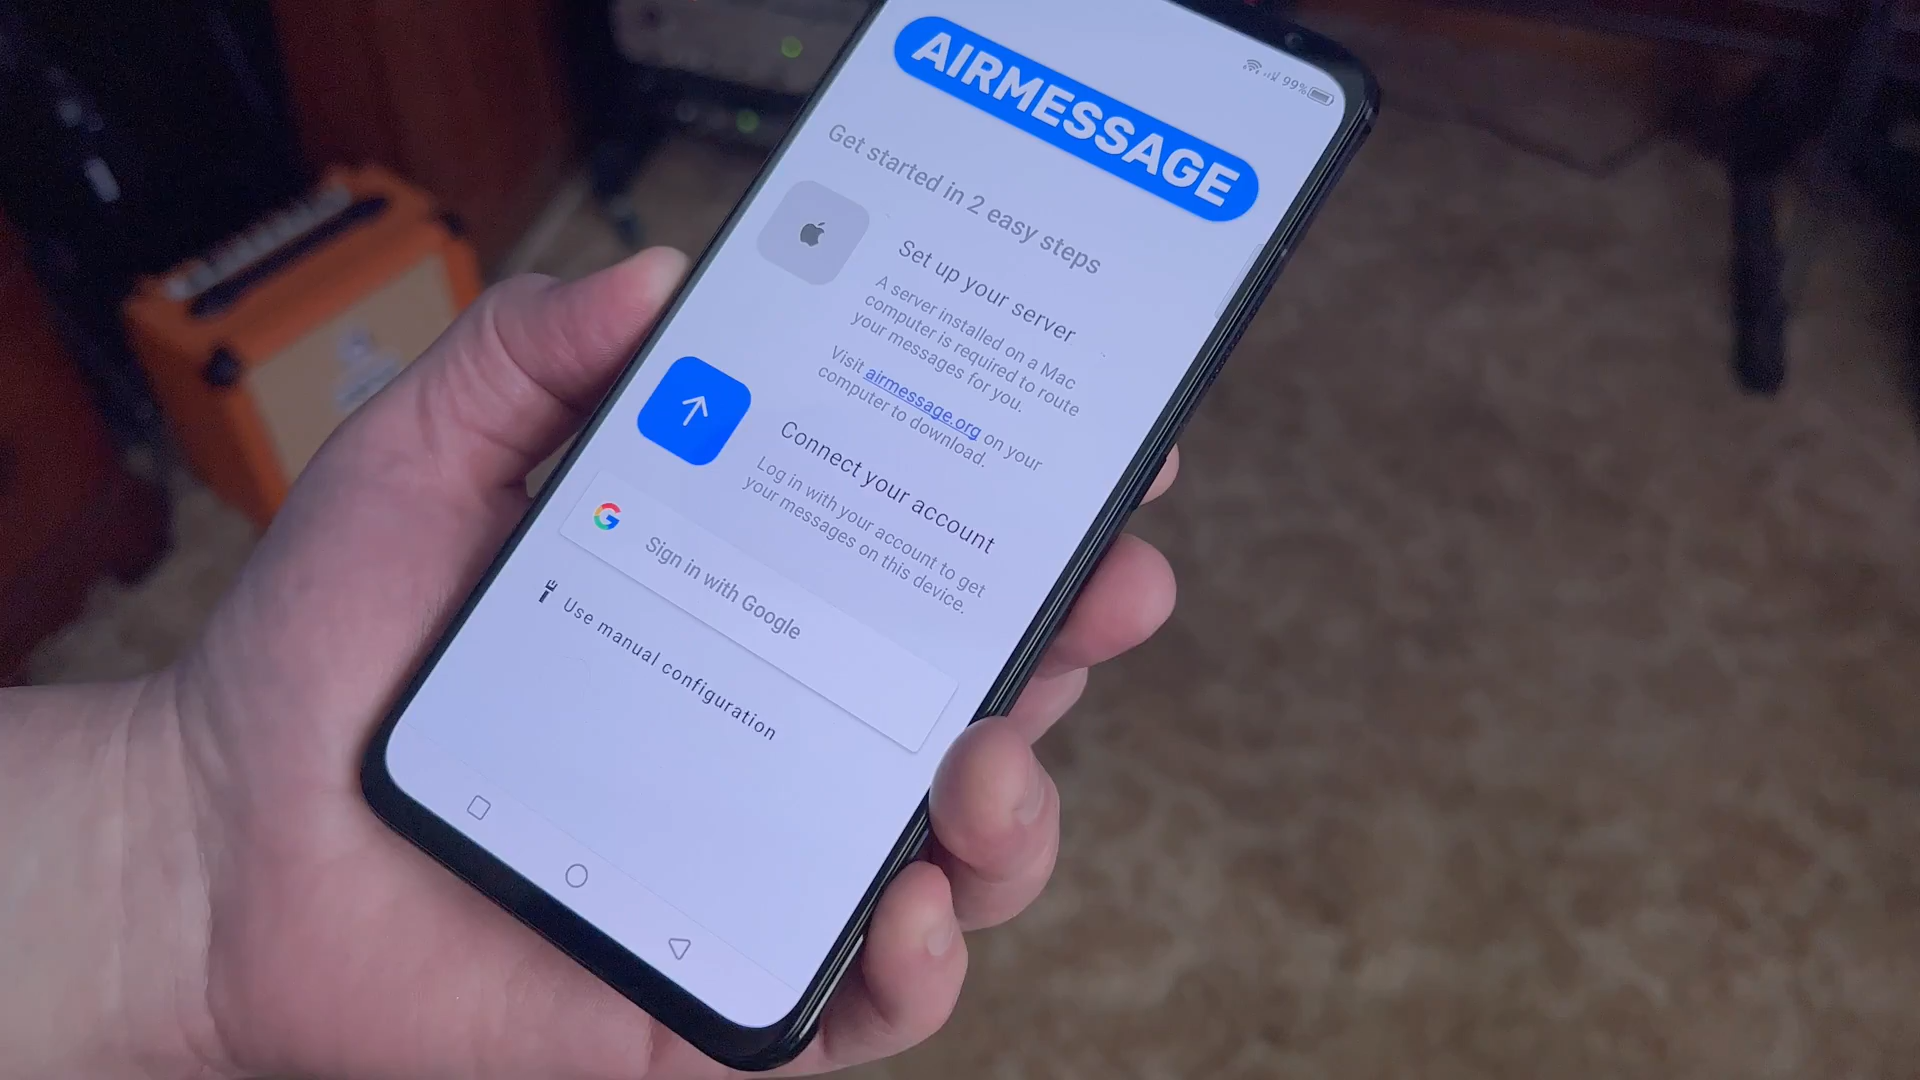 99%
AIRMESSAGE
Get started in 2 easy steps
Set up your server
A server installed on a Mac
computer is required to route
your messages for you.
Visit airmessage.org on your
computer to download.
Connect your account
Log in with your account to get
your messages on this device.
G
Sign in with Google
Use manual configuration